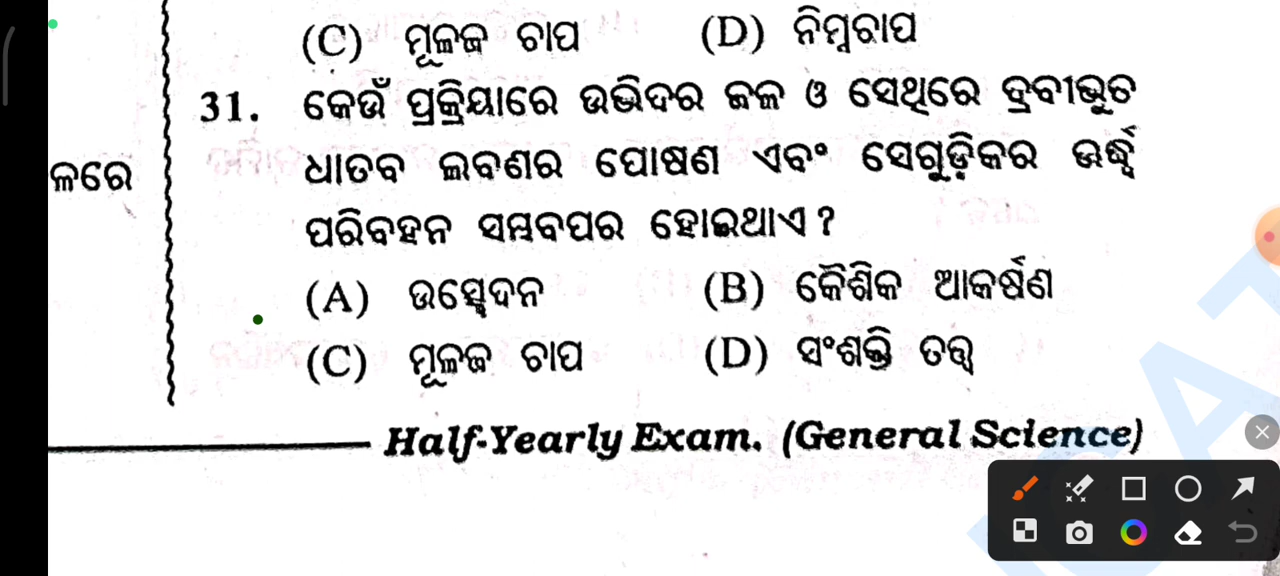 (C) ମୂଳଜ ଚାପ (D) ନିମ୍ନଚାପ
31. କେଉଁ ପ୍ରକ୍ରିୟାରେ ଉଦ୍ଭିଦର ଜଳ ଓ ସେଥିରେ ଦ୍ରବୀଭୂତ
ଳରେ
ଧାତବ ଲବଣର ପୋଷଣ ଏବଂ ସେଗୁଡ଼ିକର ଊର୍ଦ୍ଧ୍ୱ
ପରିବହନ ସମ୍ଭବପର ହୋଇଥାଏ ?
(A) ଉତ୍ସ୍ୱେଦନ (B) କୈଶିକ ଆକର୍ଷଣ
(C) ମୂଳଜ ଚାପ (D) ସଂଶକ୍ତି ତତ୍ତ୍ୱ
Half-Yearly Exam. (General Science)